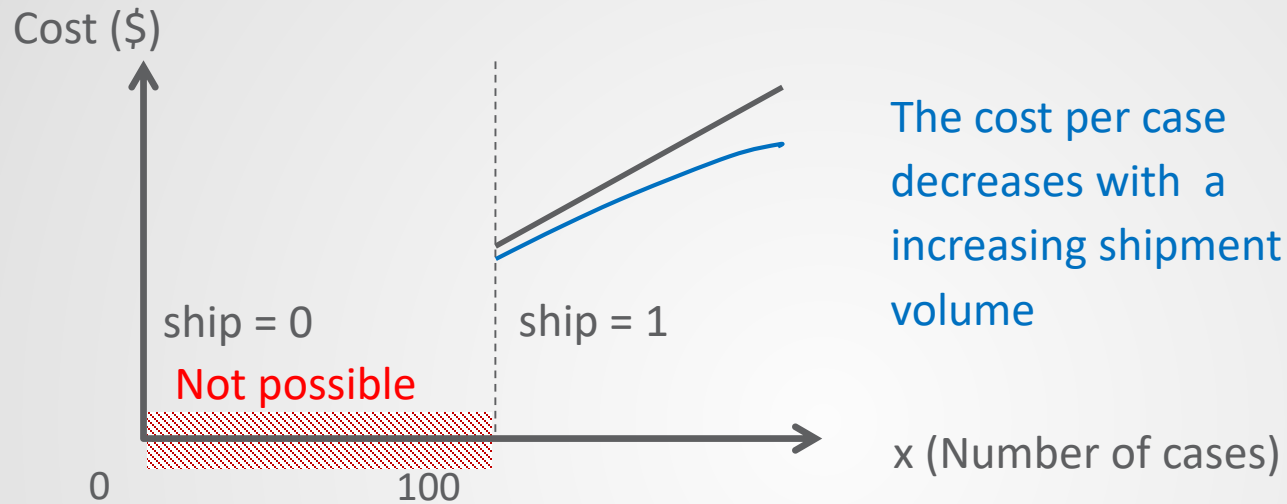 Cost ($)
The cost per case
decreases with a
increasing shipment
volume
ship = 0
ship = 1
Not possible
x (Number of cases)
0
100